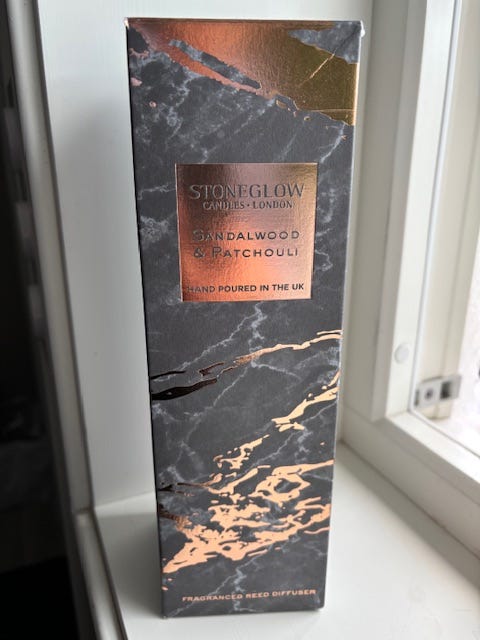 STONEGLOW
CANDLES • LONDON
SANDALWOOD
& PATCHOULI
HAND POURED IN THE UK
FRAGRANCED REED DIFFUSER